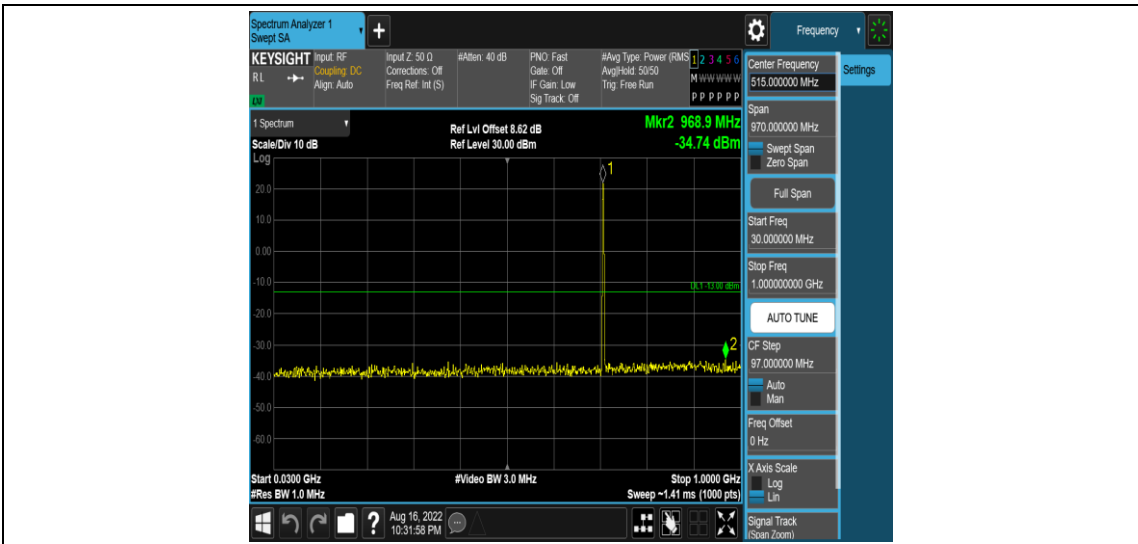 Spectrum Analyzer 1
Swept SA
+
Frequency
KEYSIGHT
RL
Input: RF
Coupling: DC
Align: Auto
Input Z: 50 Ω
Corrections: Off
Freq Ref: Int (S)
#Atten: 40 dB
PNO: Fast
Gate: Off
IF Gain: Low
Sig Track: Off
#Avg Type: Power (RMS
Avg|Hold: 50/50
Trig: Free Run
1 2 3 4 5 6
M W W W W W
P P P P P P
1 Spectrum
Scale/Div 10 dB
Log
Ref Lvl Offset 8.62 dB
Ref Level 30.00 dBm
Mkr2 968.9 MHz
-34.74 dBm
1
20.0
10.0
0.00
-10.0
DL1 -13.00 dBm
-20.0
-30.0
2
-40.0
-50.0
-60.0
Start 0.0300 GHz
#Res BW 1.0 MHz
#Video BW 3.0 MHz
Stop 1.0000 GHz
Sweep ~1.41 ms (1000 pts)
?
Aug 16, 2022
10:31:58 PM
Center Frequency
515.000000 MHz
Settings
Span
970.000000 MHz
Swept Span
Zero Span
Full Span
Start Freq
30.000000 MHz
Stop Freq
1.000000000 GHz
AUTO TUNE
CF Step
97.000000 MHz
Auto
Man
Freq Offset
0 Hz
X Axis Scale
Log
Lin
Signal Track
(Span Zoom)